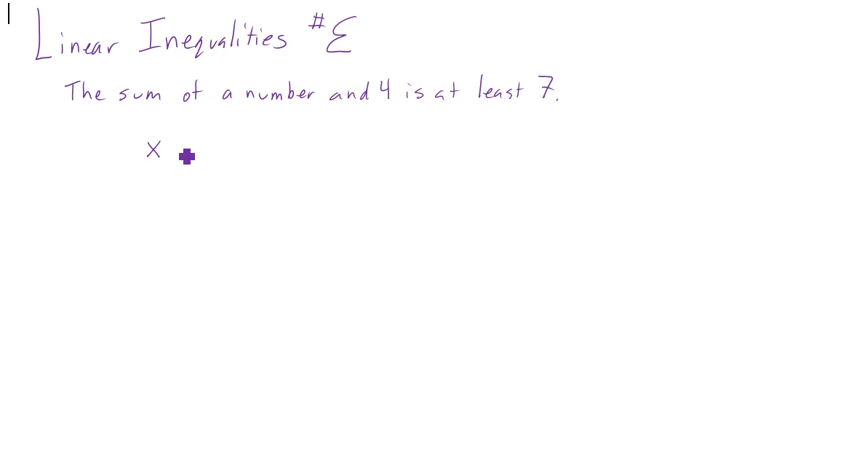 Linear Inequalities #Σ
The sum of a number and 4 is at least 7.
x +